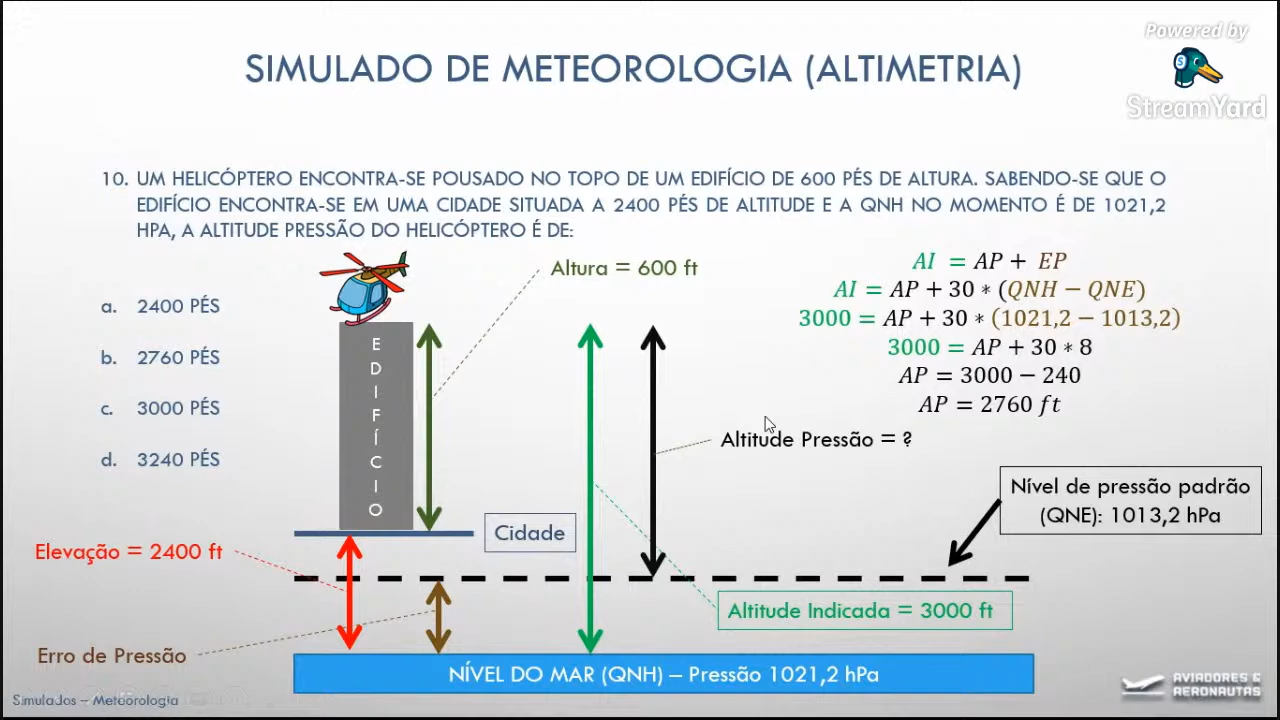 Powered by
StreamYard
SIMULADO DE METEOROLOGIA (ALTIMETRIA)
10. UM HELICÓPTERO ENCONTRA-SE POUSADO NO TOPO DE UM EDIFÍCIO DE 600 PÉS DE ALTURA. SABENDO-SE QUE O
EDIFÍCIO ENCONTRA-SE EM UMA CIDADE SITUADA A 2400 PÉS DE ALTITUDE E A QNH NO MOMENTO É DE 1021,2
HPA, A ALTITUDE PRESSÃO DO HELICÓPTERO É DE:
a. 2400 PÉS
b. 2760 PÉS
c. 3000 PÉS
d. 3240 PÉS
EDIFÍCIO
Altura = 600 ft
AI = AP + EP
AI = AP + 30 ∗ (QNH − QNE)
3000 = AP + 30 ∗ (1021,2 − 1013,2)
3000 = AP + 30 ∗ 8
AP = 3000 − 240
AP = 2760 ft
Altitude Pressão = ?
Nível de pressão padrão
(QNE): 1013,2 hPa
Cidade
Elevação = 2400 ft
Altitude Indicada = 3000 ft
Erro de Pressão
NÍVEL DO MAR (QNH) – Pressão 1021,2 hPa
Simulados – Meteorologia
AVIADORES E
AERONAUTAS